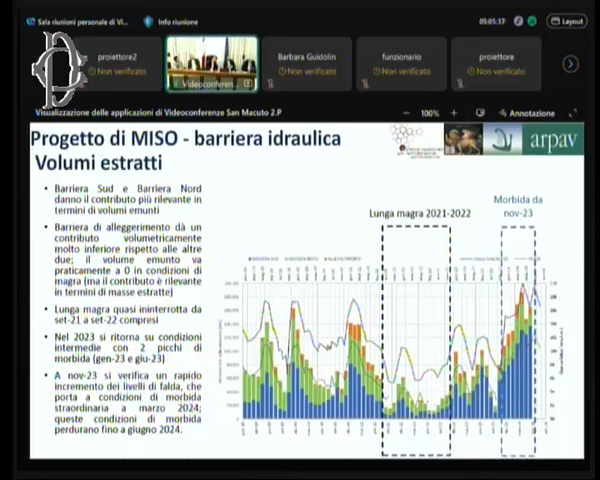 Sala riunioni personale di Vi...
Info riunione
05:05:37
Layout
proiettore2
Non verificato
Videoconferen...
Barbara Guidolin
Non verificato
funzionario
Non verificato
proiettore
Non verificato
Visualizzazione delle applicazioni di Videoconferenze San Macuto 2.P
100%
Annotazione
Progetto di MISO - barriera idraulica
Volumi estratti
arpav
• Barriera Sud e Barriera Nord
danno il contributo più rilevante in
termini di volumi emunti
• Barriera di alleggerimento dà un
contributo volumetricamente
molto inferiore rispetto alle altre
due; il volume emunto va
praticamente a 0 in condizioni di
magra (ma il contributo è rilevante
in termini di masse estratte)
• Lunga magra quasi ininterrotta da
set-21 a set-22 compresi
• Nel 2023 si ritorna su condizioni
intermedie con 2 picchi di
morbida (gen-23 e giu-23)
• A nov-23 si verifica un rapido
incremento dei livelli di falda, che
porta a condizioni di morbida
straordinaria a marzo 2024;
queste condizioni di morbida
perdurano fino a giugno 2024.
Lunga magra 2021-2022
Morbida da
nov-23